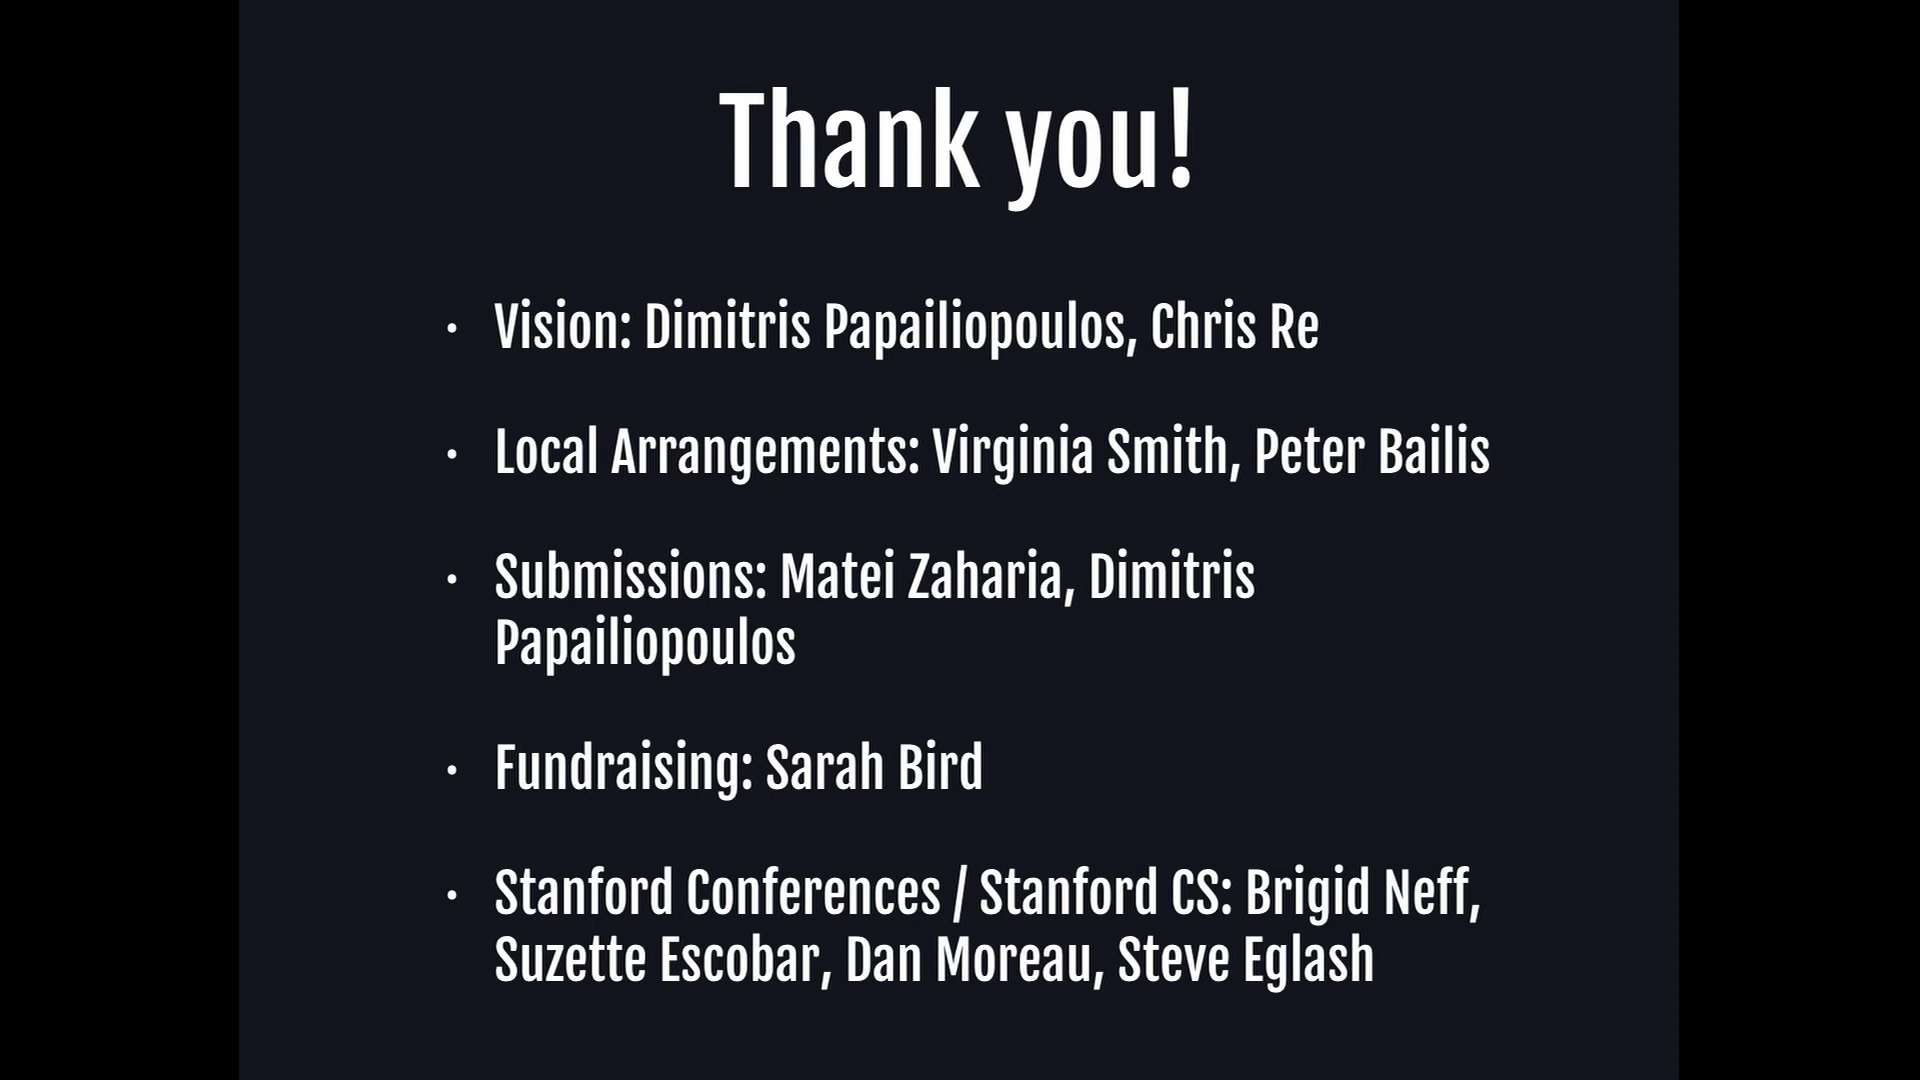 Thank you!
· Vision: Dimitris Papailiopoulos, Chris Re
· Local Arrangements: Virginia Smith, Peter Bailis
· Submissions: Matei Zaharia, Dimitris
Papailiopoulos
· Fundraising: Sarah Bird
· Stanford Conferences / Stanford CS: Brigid Neff,
Suzette Escobar, Dan Moreau, Steve Eglash